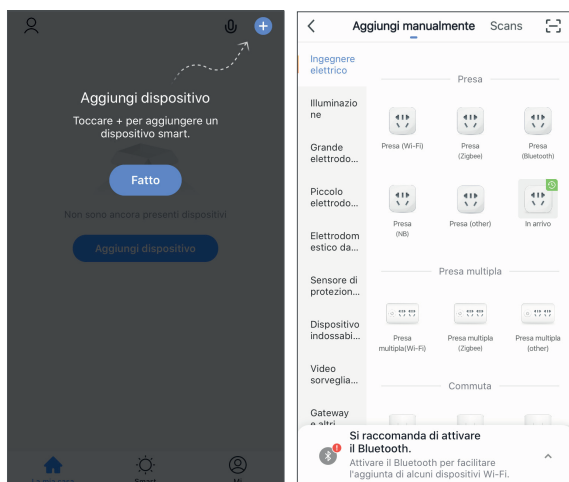 Aggiungi dispositivo
Toccare + per aggiungere un
dispositivo smart.
Fatto
Non sono ancora presenti dispositivi
Aggiungi dispositivo
La mia casa
Smart
Mi
Aggiungi manualmente
Scans
Ingegnere
elettrico
Illuminazio
ne
Grande
elettrodo...
Piccolo
elettrodo...
Elettrodom
estico da...
Sensore di
protezion...
Dispositivo
indossabi...
Video
sorveglia...
Gateway
e altri
Presa
Presa (Wi-Fi)
Presa
(Zigbee)
Presa
(Bluetooth)
Presa
(NB)
Presa (other)
In arrivo
Presa multipla
Presa
multipla(Wi-Fi)
Presa multipla
(Zigbee)
Presa multipla
(other)
Commuta
Si raccomanda di attivare
il Bluetooth.
Attivare il Bluetooth per facilitare
l'aggiunta di alcuni dispositivi Wi-Fi.